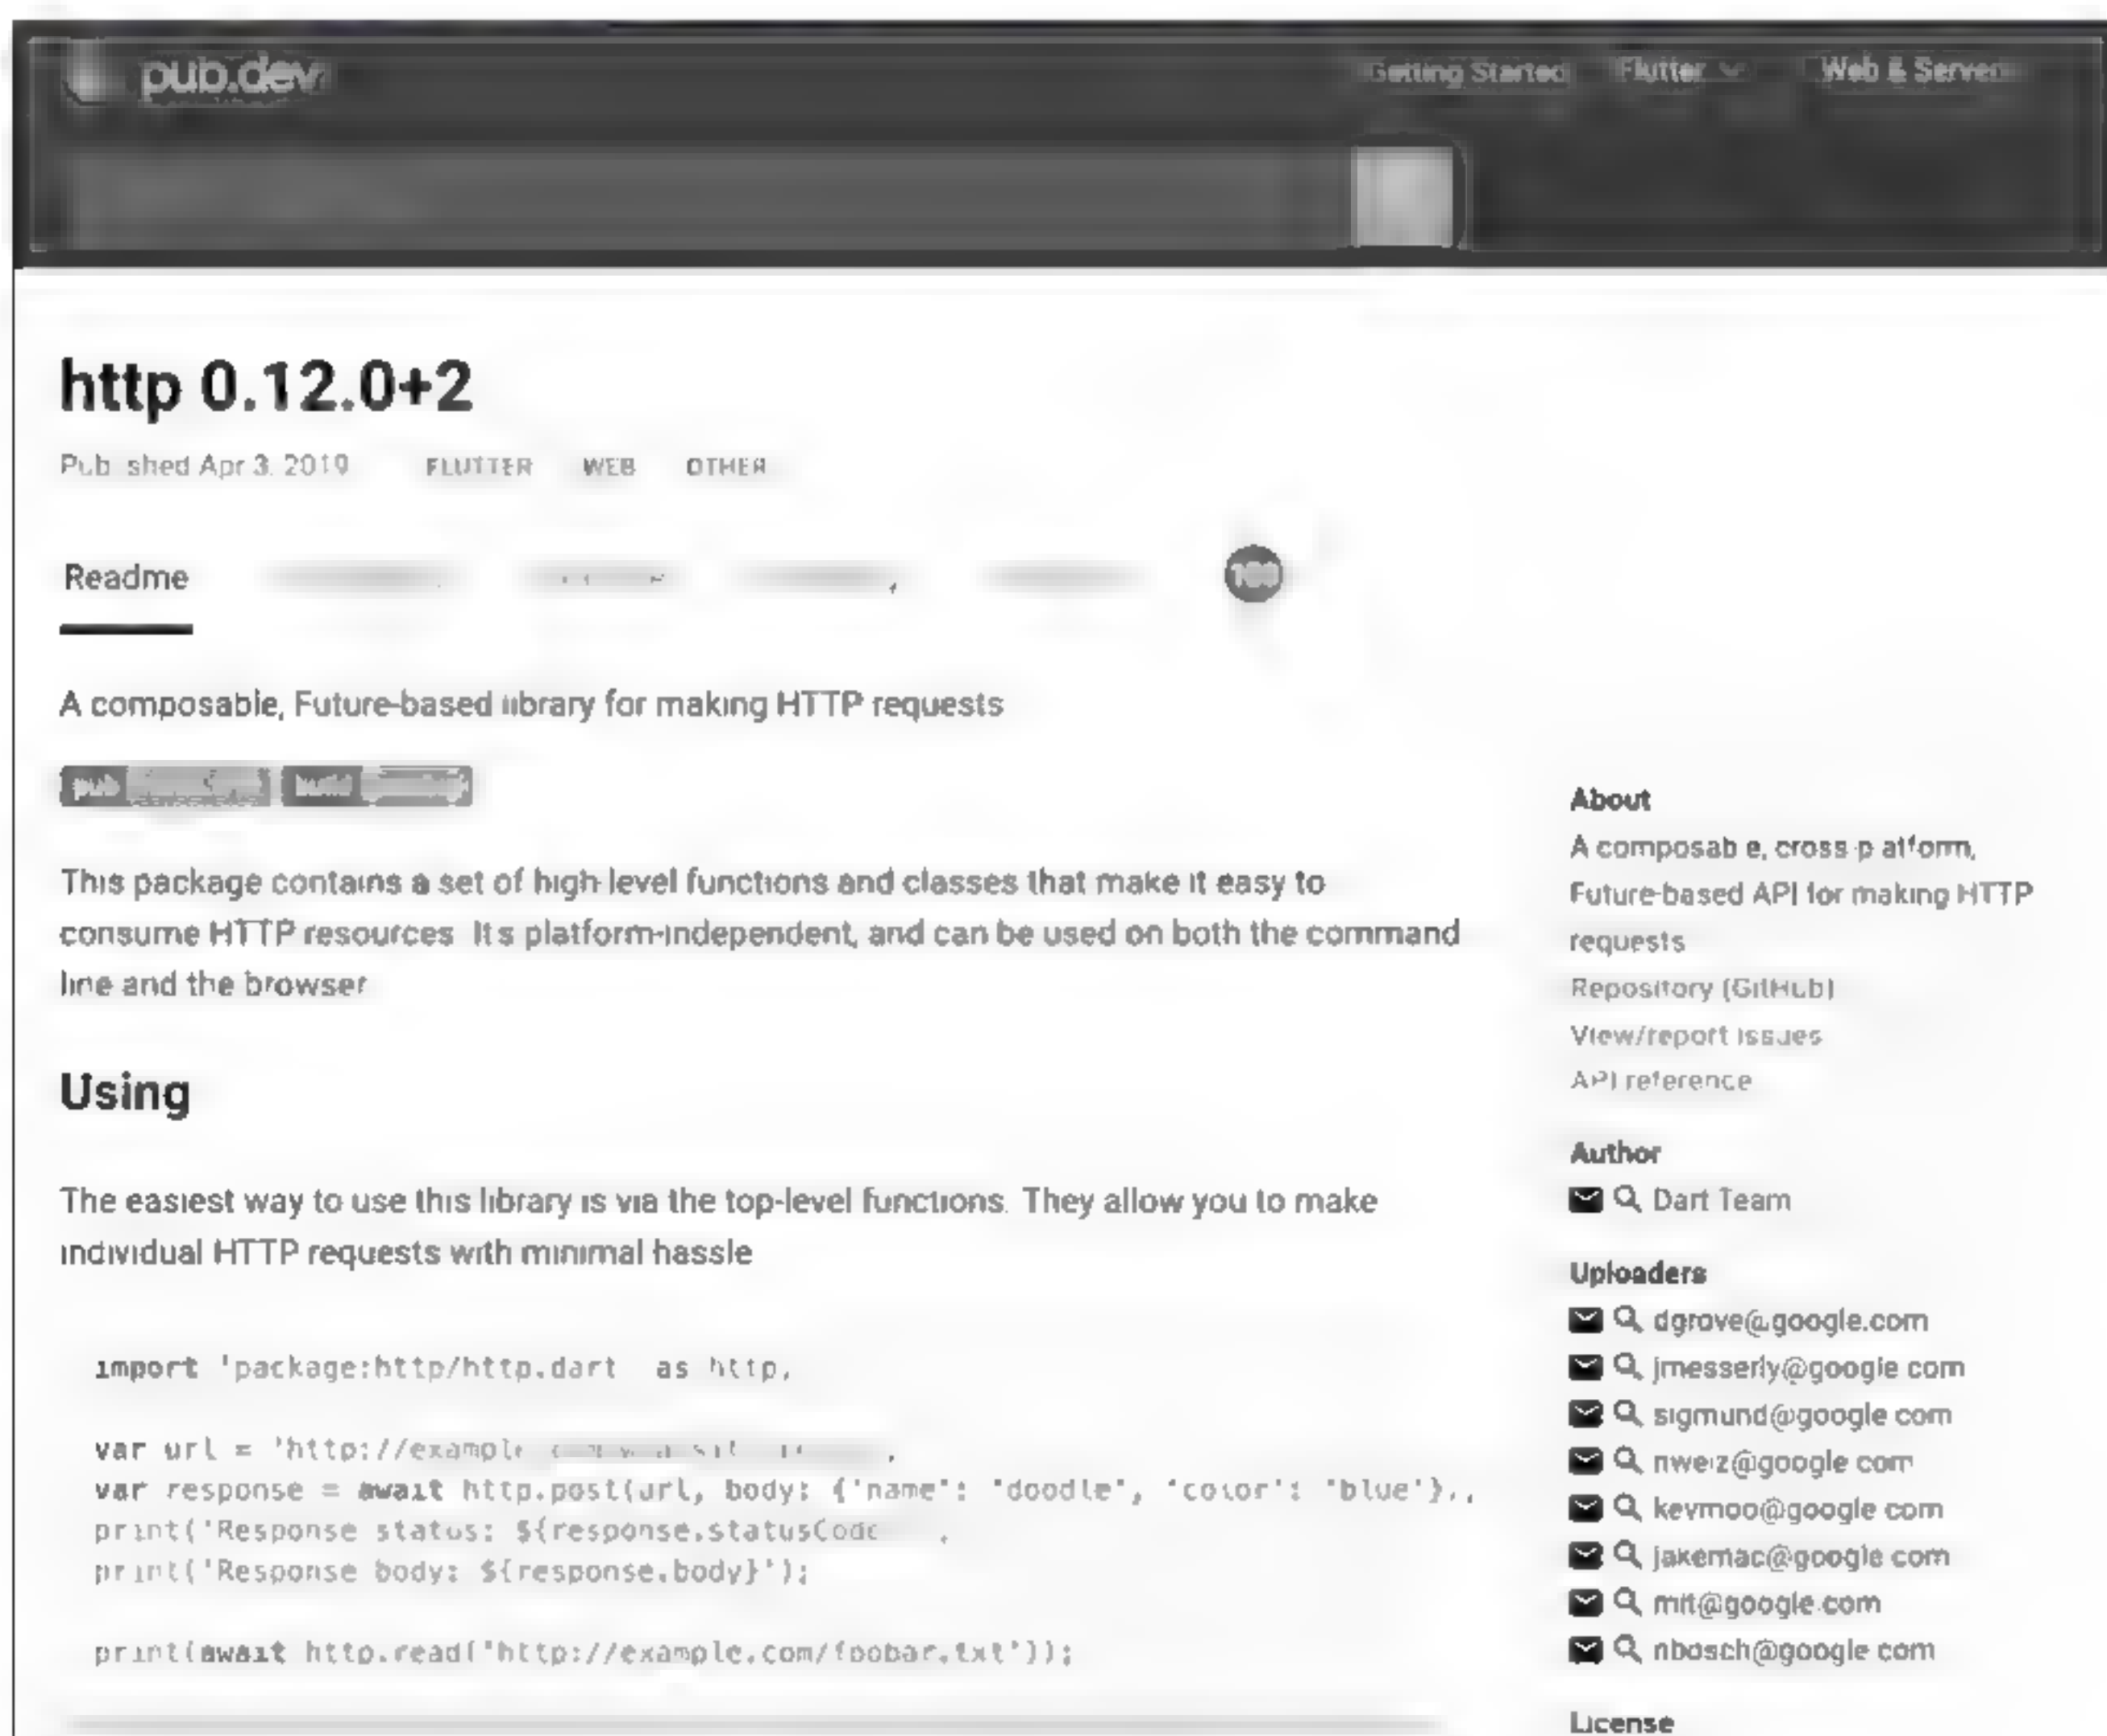 pub.dev
Getting Started Flutter Web & Server
http 0.12.0+2
Published Apr 3, 2019 FLUTTER WEB OTHER
Readme 100
A composable, Future-based library for making HTTP requests
pub build
This package contains a set of high-level functions and classes that make it easy to
consume HTTP resources. It's platform-independent, and can be used on both the command
line and the browser
Using
The easiest way to use this library is via the top-level functions. They allow you to make
individual HTTP requests with minimal hassle
import 'package:http/http.dart' as http;
var url = 'http://example
var response = await http.post(url, body: {'name': 'doodle', 'color': 'blue'});
print('Response status: ${response.statusCode
print('Response body: ${response.body}');
print(await http.read('http://example.com/foobar.txt'));
About
A composable, cross-platform,
Future-based API for making HTTP
requests
Repository (GitHub)
View/report issues
API reference
Author
Dart Team
Uploaders
dgrove@google.com
jmesserly@google.com
sigmund@google.com
nweiz@google.com
kevmoo@google.com
jakemac@google.com
mit@google.com
nbosch@google.com
License